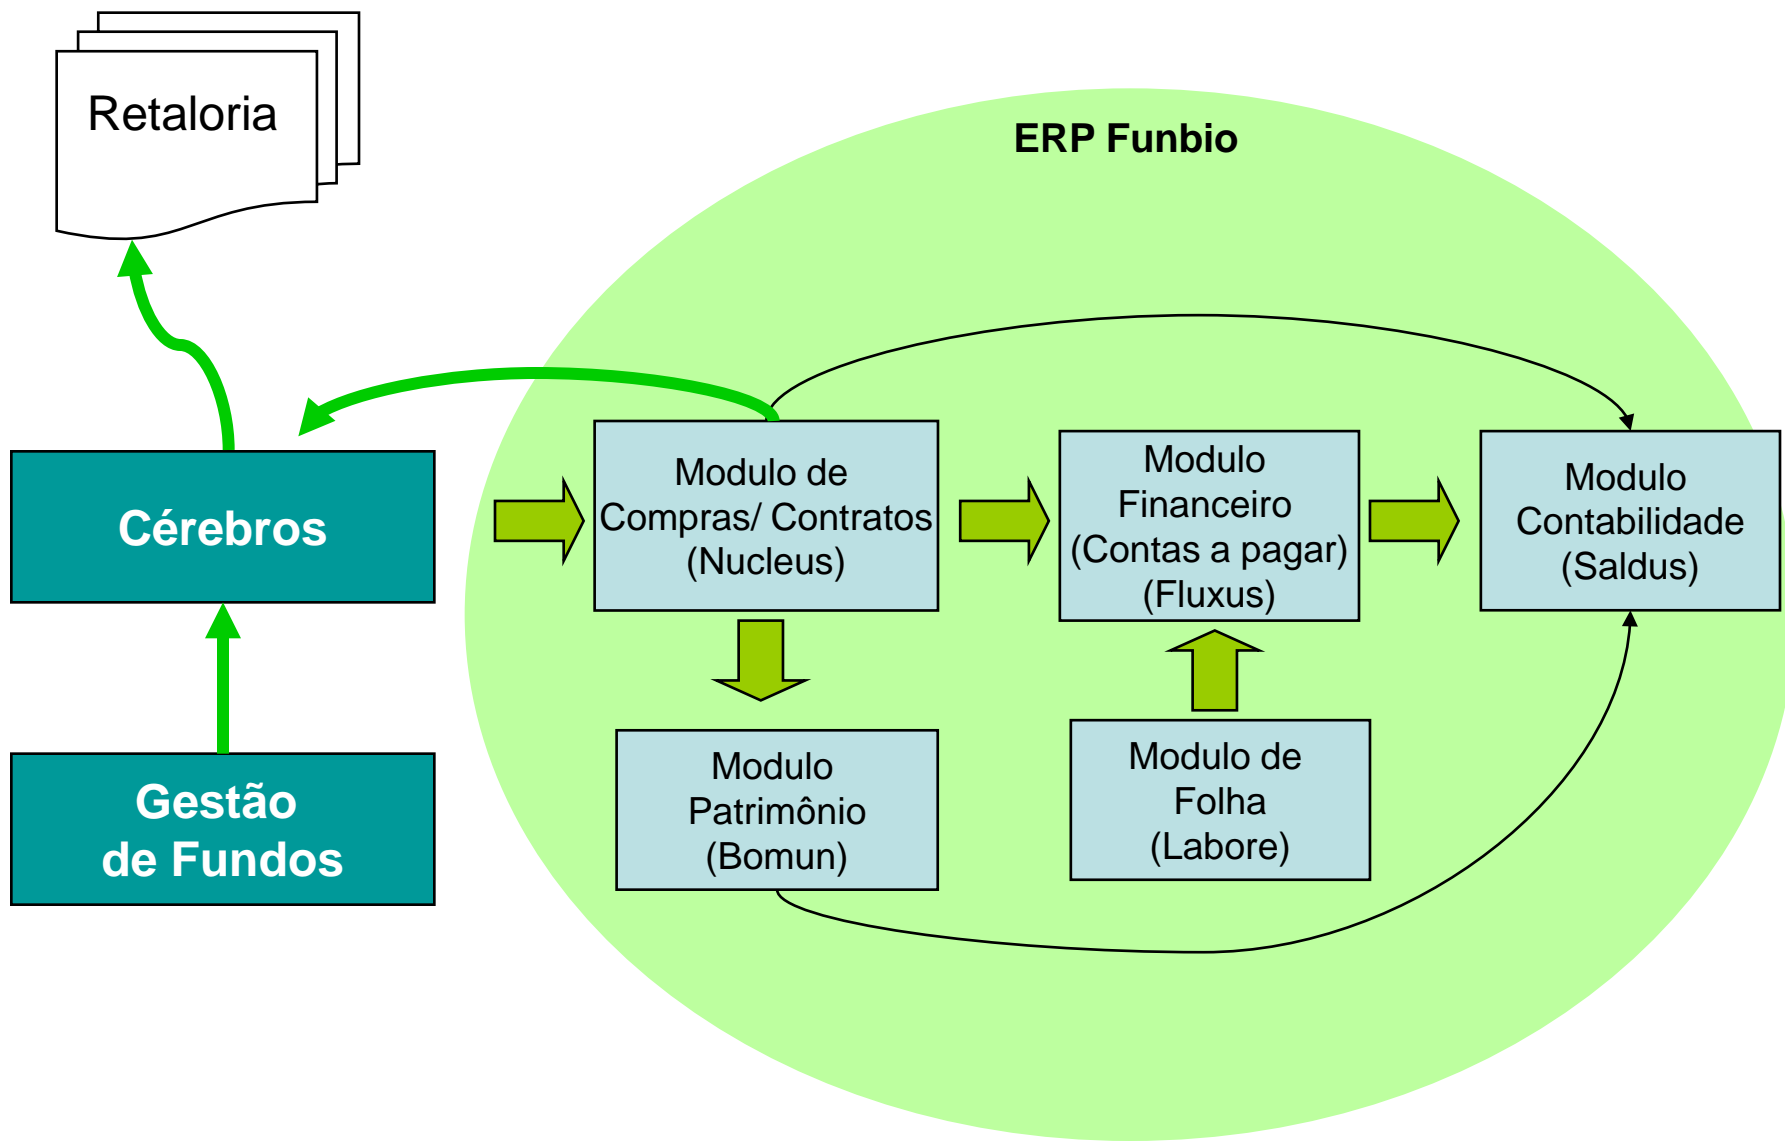 Retaloria
ERP Funbio
Cérebros
Modulo de
Compras/ Contratos
(Nucleus)
Modulo
Financeiro
(Contas a pagar)
(Fluxus)
Modulo
Contabilidade
(Saldus)
Gestão
de Fundos
Modulo
Patrimônio
(Bomun)
Modulo de
Folha
(Labore)